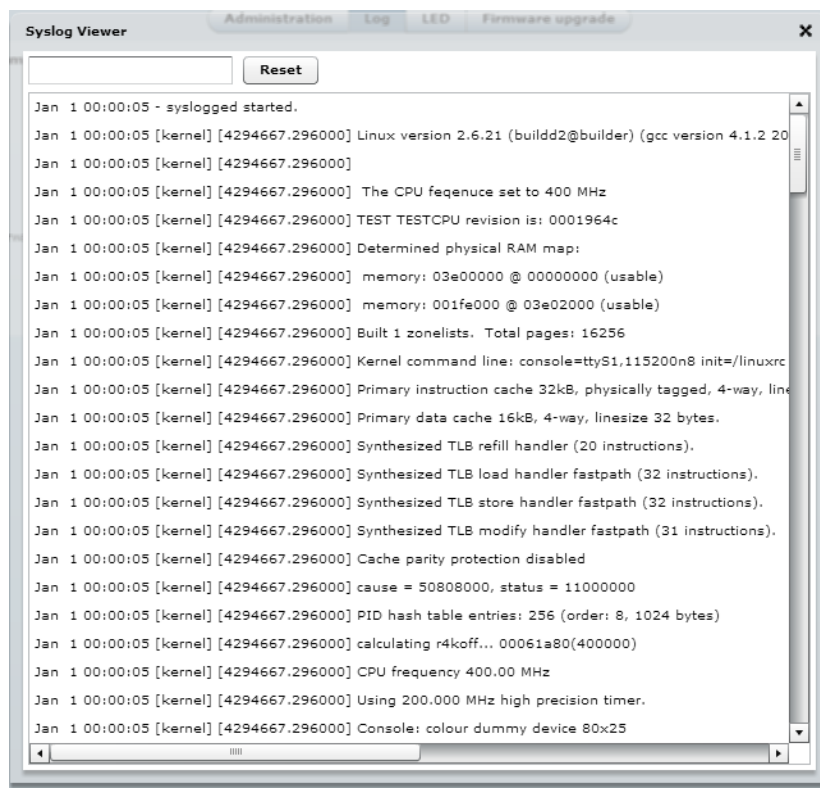 Administration Log LED Firmware upgrade
Syslog Viewer
Reset
Jan 1 00:00:05 - syslogged started.
Jan 1 00:00:05 [kernel] [4294667.296000] Linux version 2.6.21 (buildd2@builder) (gcc version 4.1.2 20
Jan 1 00:00:05 [kernel] [4294667.296000]
Jan 1 00:00:05 [kernel] [4294667.296000] The CPU feqenuce set to 400 MHz
Jan 1 00:00:05 [kernel] [4294667.296000] TEST TESTCPU revision is: 0001964c
Jan 1 00:00:05 [kernel] [4294667.296000] Determined physical RAM map:
Jan 1 00:00:05 [kernel] [4294667.296000] memory: 03e00000 @ 00000000 (usable)
Jan 1 00:00:05 [kernel] [4294667.296000] memory: 001fe000 @ 03e02000 (usable)
Jan 1 00:00:05 [kernel] [4294667.296000] Built 1 zonelists. Total pages: 16256
Jan 1 00:00:05 [kernel] [4294667.296000] Kernel command line: console=ttyS1,115200n8 init=/linuxrc
Jan 1 00:00:05 [kernel] [4294667.296000] Primary instruction cache 32kB, physically tagged, 4-way, line
Jan 1 00:00:05 [kernel] [4294667.296000] Primary data cache 16kB, 4-way, linesize 32 bytes.
Jan 1 00:00:05 [kernel] [4294667.296000] Synthesized TLB refill handler (20 instructions).
Jan 1 00:00:05 [kernel] [4294667.296000] Synthesized TLB load handler fastpath (32 instructions).
Jan 1 00:00:05 [kernel] [4294667.296000] Synthesized TLB store handler fastpath (32 instructions).
Jan 1 00:00:05 [kernel] [4294667.296000] Synthesized TLB modify handler fastpath (31 instructions).
Jan 1 00:00:05 [kernel] [4294667.296000] Cache parity protection disabled
Jan 1 00:00:05 [kernel] [4294667.296000] cause = 50808000, status = 11000000
Jan 1 00:00:05 [kernel] [4294667.296000] PID hash table entries: 256 (order: 8, 1024 bytes)
Jan 1 00:00:05 [kernel] [4294667.296000] calculating r4koff... 00061a80(400000)
Jan 1 00:00:05 [kernel] [4294667.296000] CPU frequency 400.00 MHz
Jan 1 00:00:05 [kernel] [4294667.296000] Using 200.000 MHz high precision timer.
Jan 1 00:00:05 [kernel] [4294667.296000] Console: colour dummy device 80x25